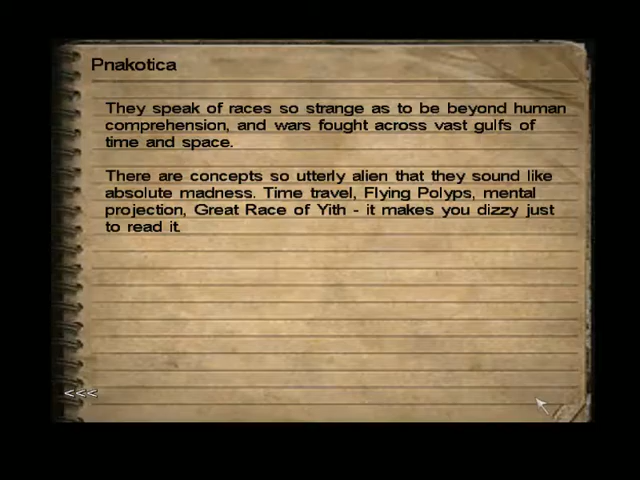 Pnakotica
They speak of races so strange as to be beyond human
comprehension, and wars fought across vast gulfs of
time and space.
There are concepts so utterly alien that they sound like
absolute madness. Time travel, Flying Polyps, mental
projection, Great Race of Yith - it makes you dizzy just
to read it.
<<<